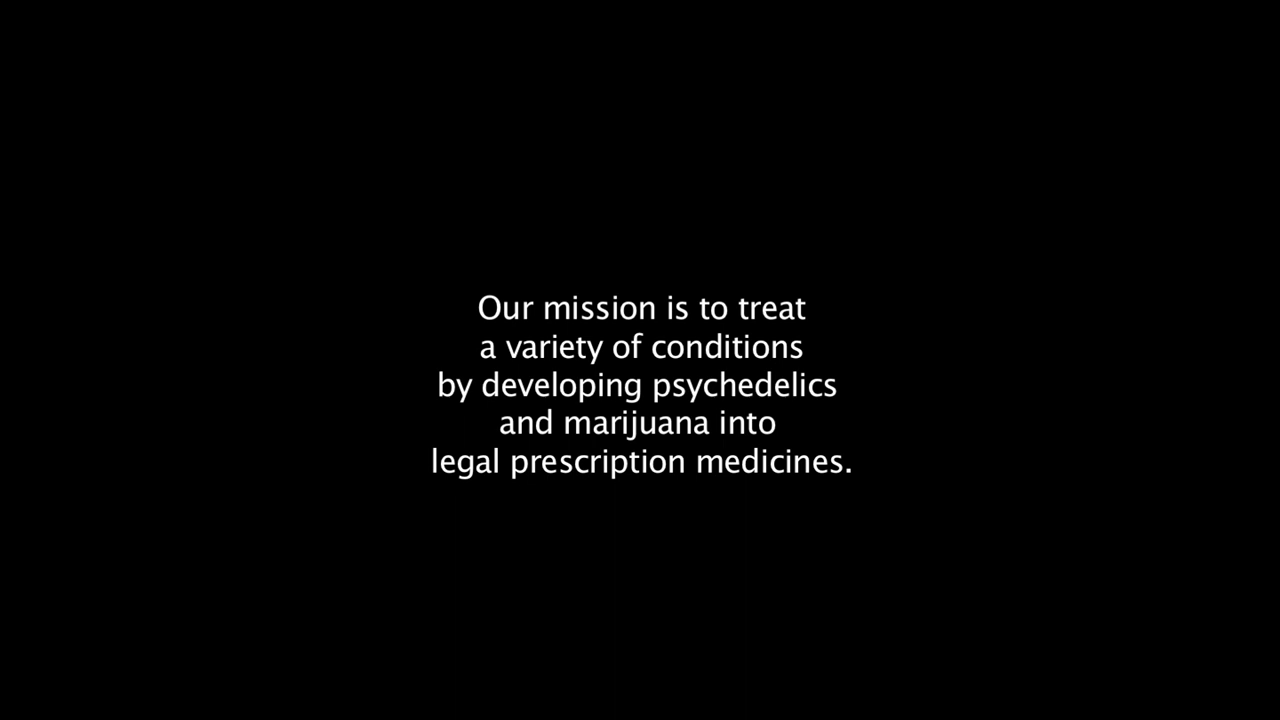 Our mission is to treat
a variety of conditions
by developing psychedelics
and marijuana into
legal prescription medicines.